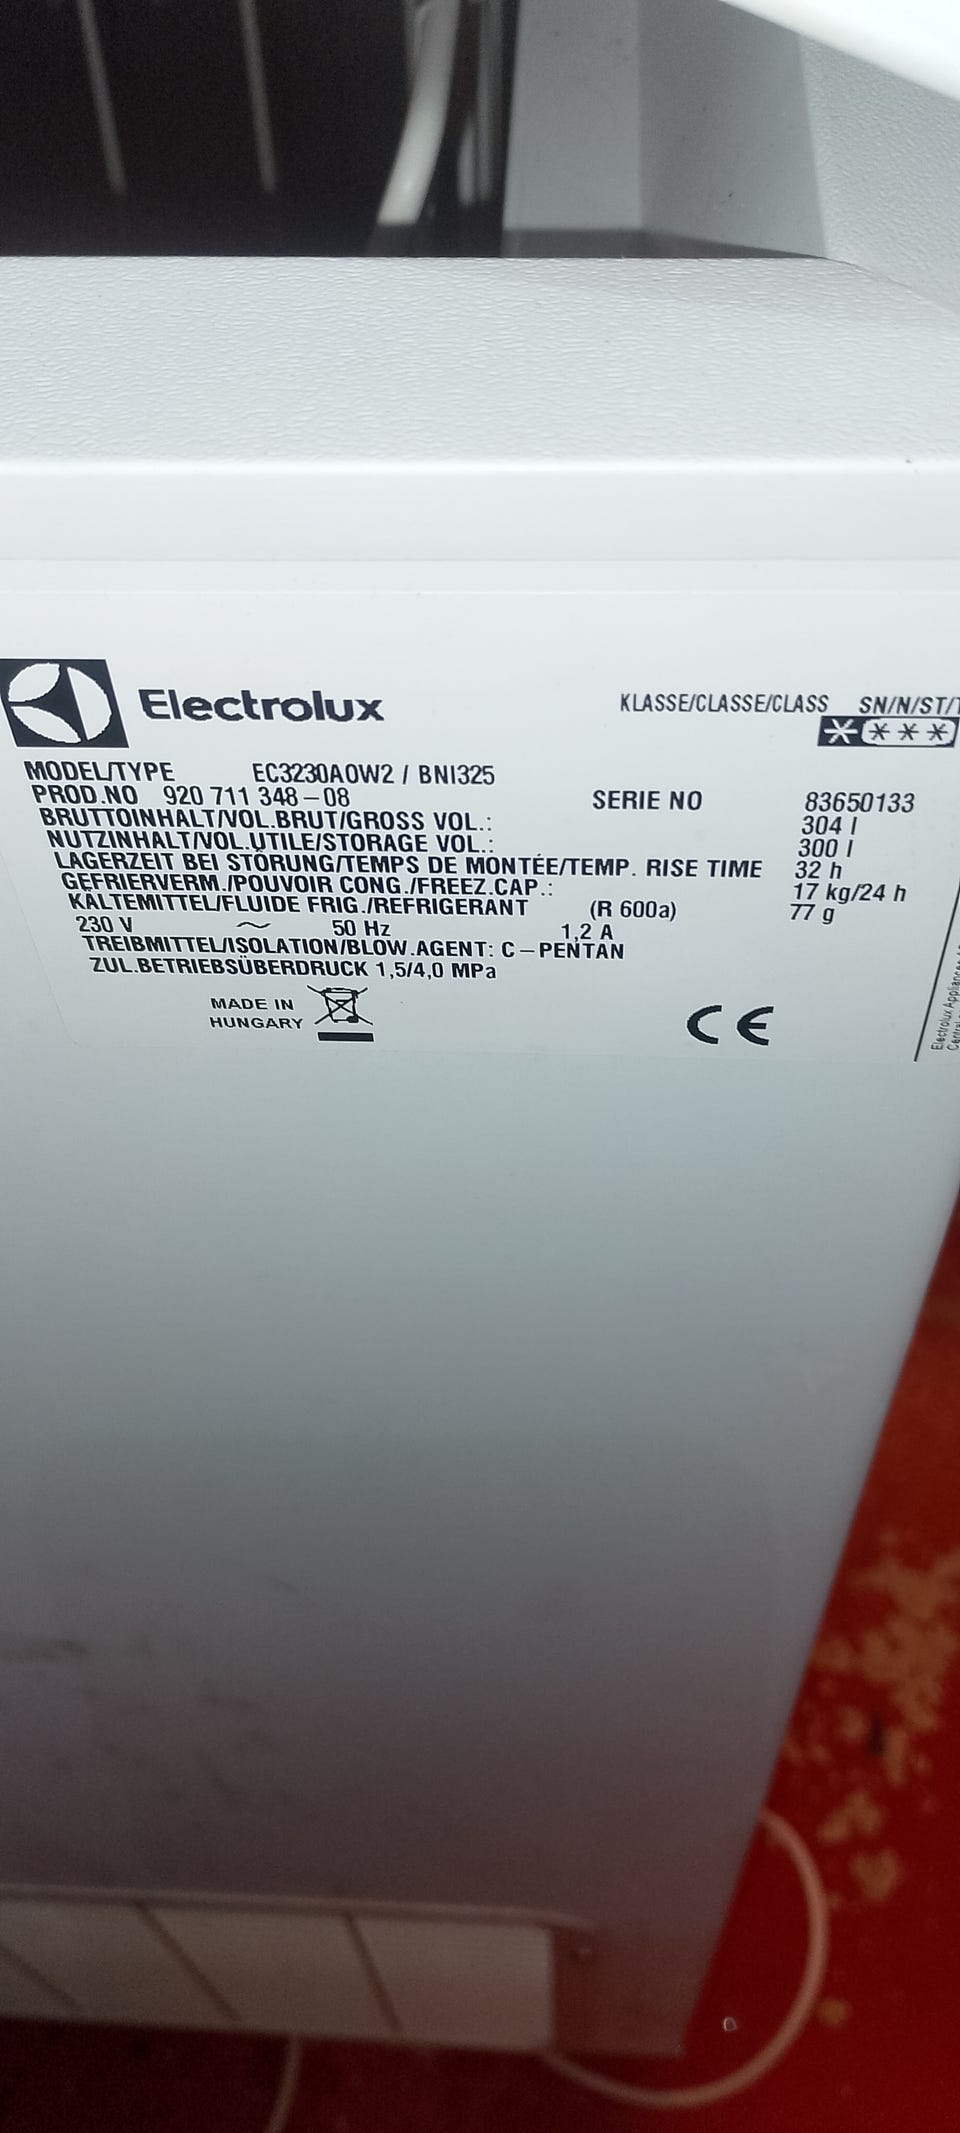 Electrolux
KLASSE/CLASSE/CLASS SN/N/ST/
MODEL/TYPE EC3230AOW2 / BNI325
PROD.NO 920 711 348-08
SERIE NO 83650133
BRUTTOINHALT/VOL.BRUT/GROSS VOL.: 304 l
NUTZINHALT/VOL.UTILE/STORAGE VOL.: 300 l
LAGERZEIT BEI STÖRUNG/TEMPS DE MONTÉE/TEMP. RISE TIME 32 h
GEFRIERVERM./POUVOIR CONG./FREEZ.CAP.: 17 kg/24 h
KÄLTEMITTEL/FLUIDE FRIG./REFRIGERANT (R 600a) 77 g
230 V ~ 50 Hz 1,2 A
TREIBMITTEL/ISOLATION/BLOW.AGENT: C-PENTAN
ZUL.BETRIEBSÜBERDRUCK 1,5/4,0 MPa
MADE IN
HUNGARY
CE
Electrolux Appliances